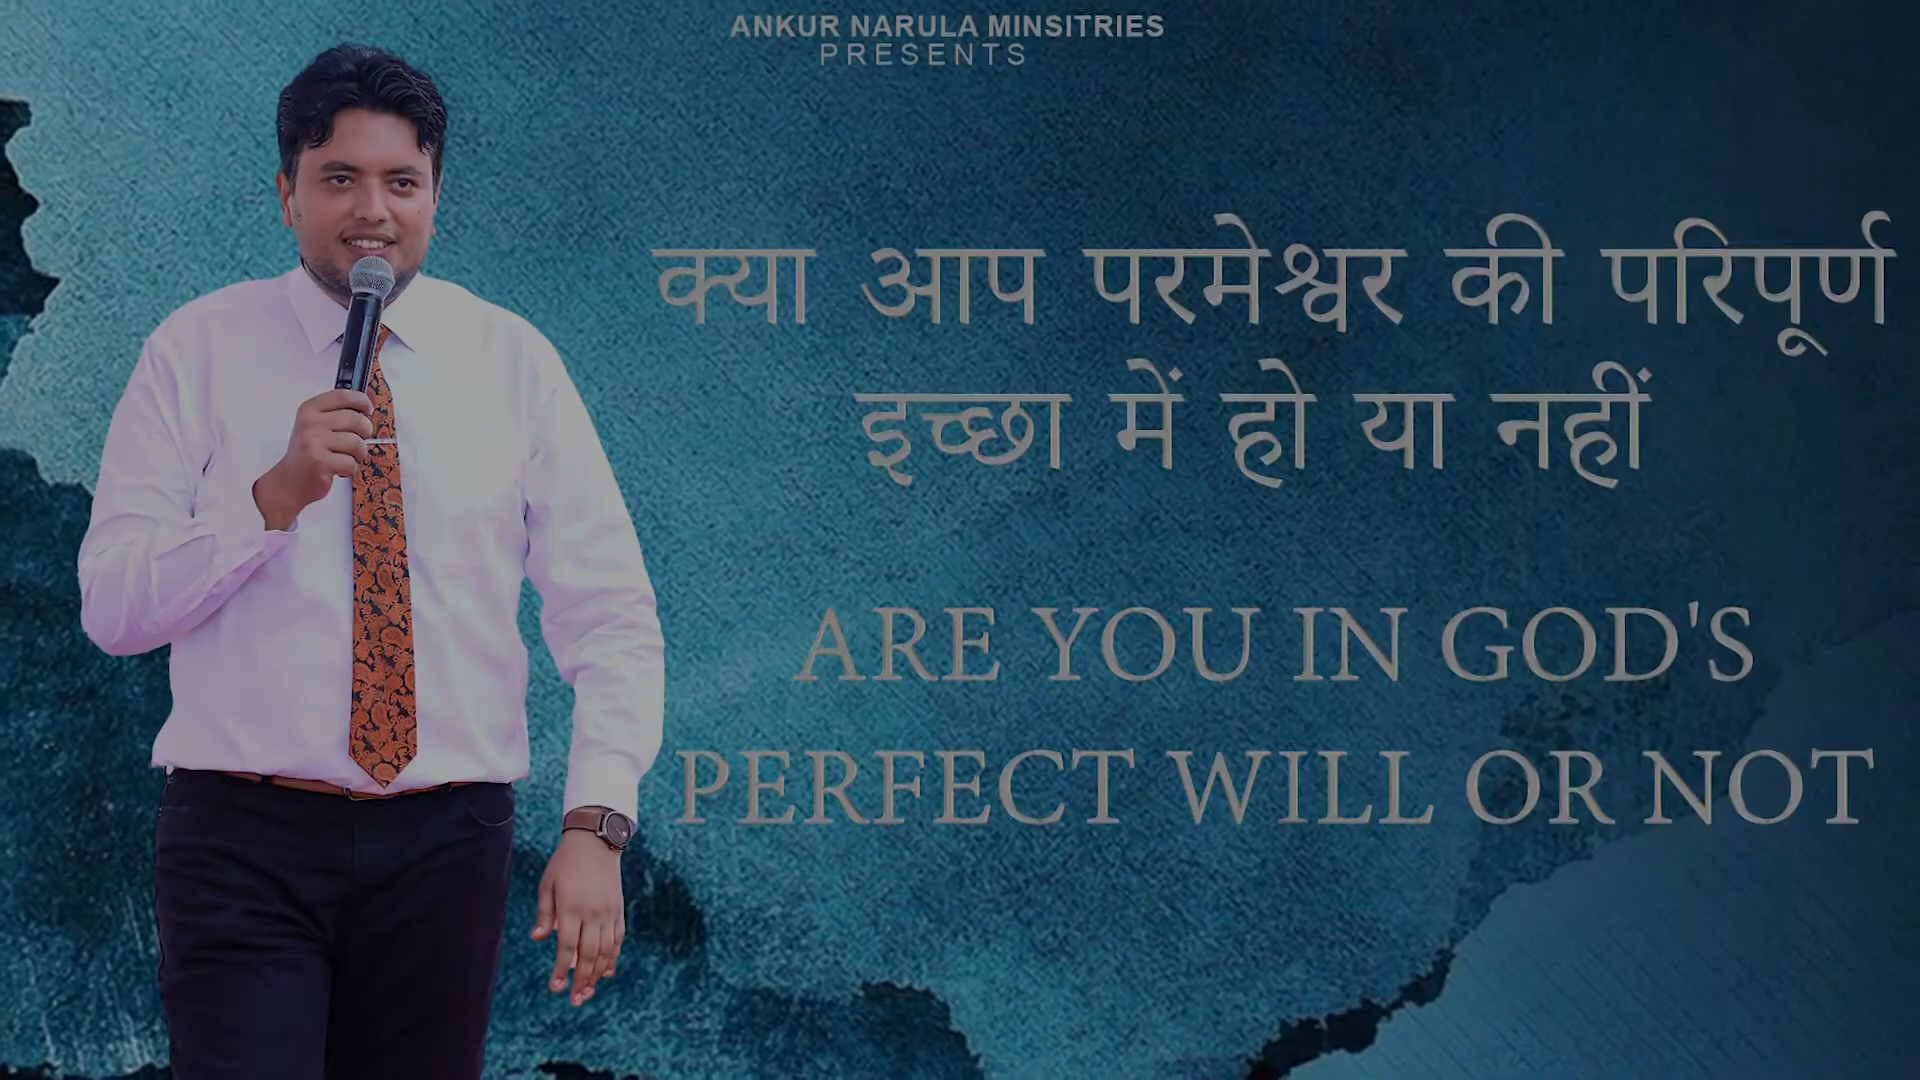 ANKUR NARULA MINSITRIES
PRESENTS
क्या आप परमेश्वर की परिपूर्ण
इच्छा में हो या नहीं
ARE YOU IN GOD'S
PERFECT WILL OR NOT